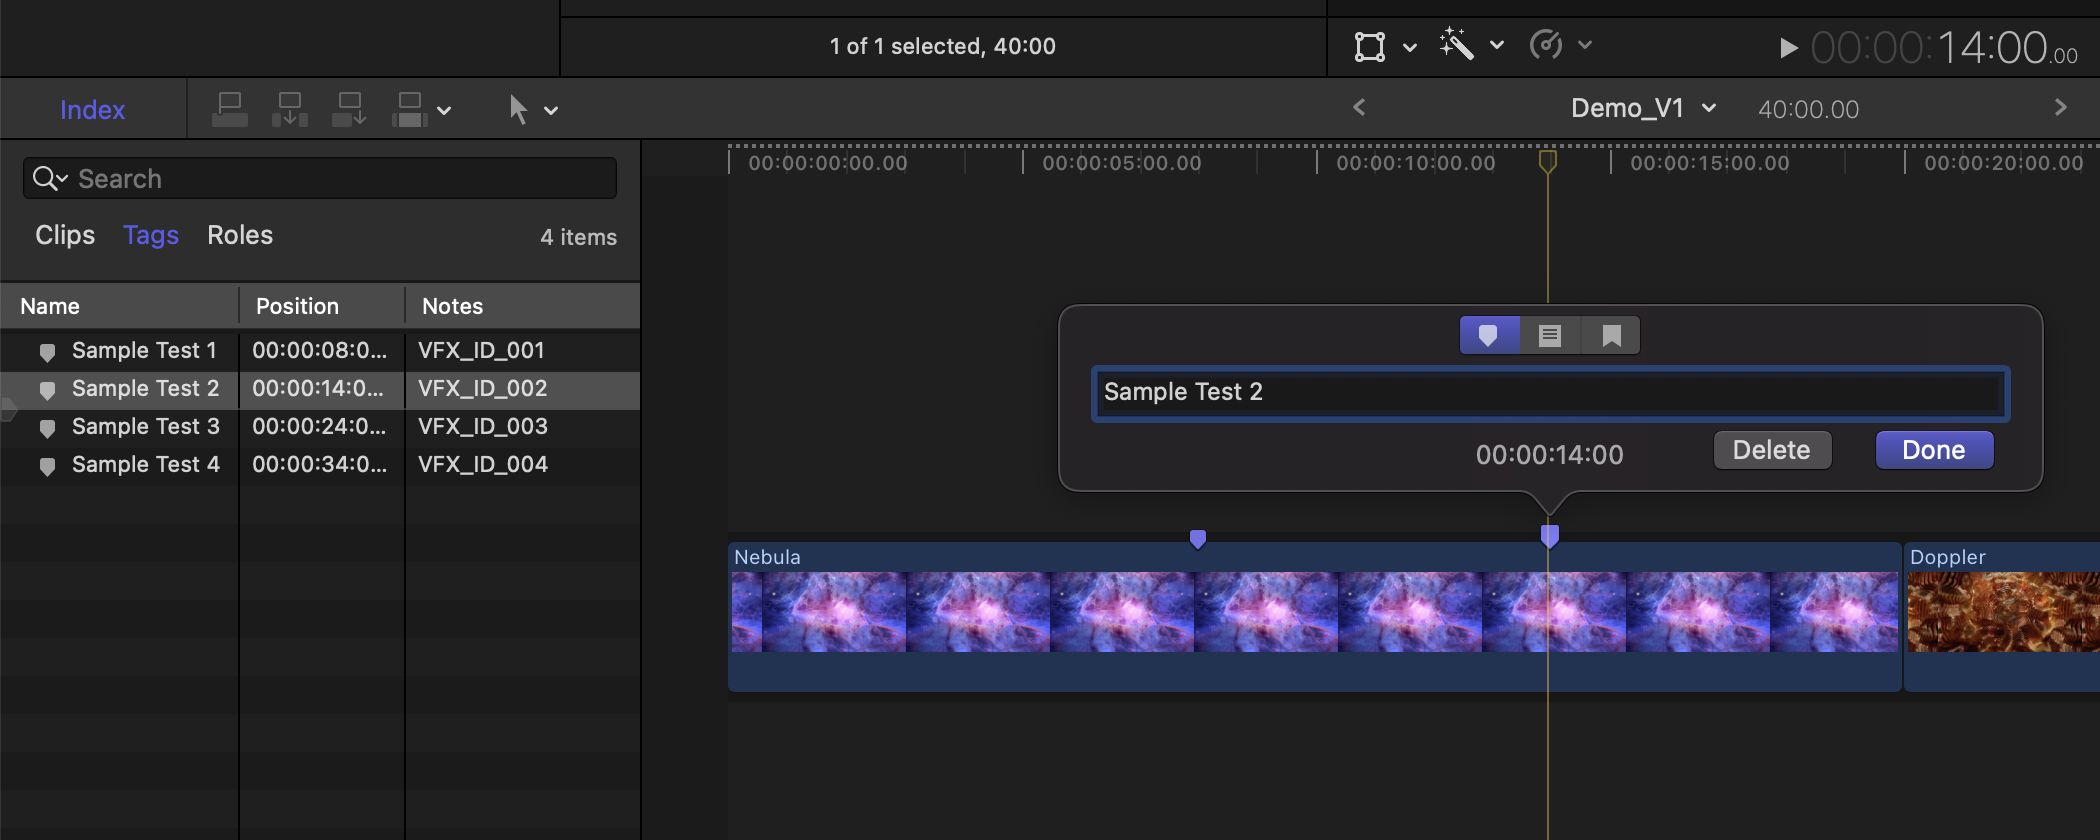 1 of 1 selected, 40:00
00:00:14:00.00
Index
Demo_V1
40:00.00
Search
Clips Tags Roles 4 items
00:00:00:00.00 00:00:05:00.00 00:00:10:00.00 00:00:15:00.00 00:00:20:00.00
Name Position Notes
Sample Test 1 00:00:08:0... VFX_ID_001
Sample Test 2 00:00:14:0... VFX_ID_002
Sample Test 3 00:00:24:0... VFX_ID_003
Sample Test 4 00:00:34:0... VFX_ID_004
Sample Test 2
00:00:14:00 Delete Done
Nebula
Doppler